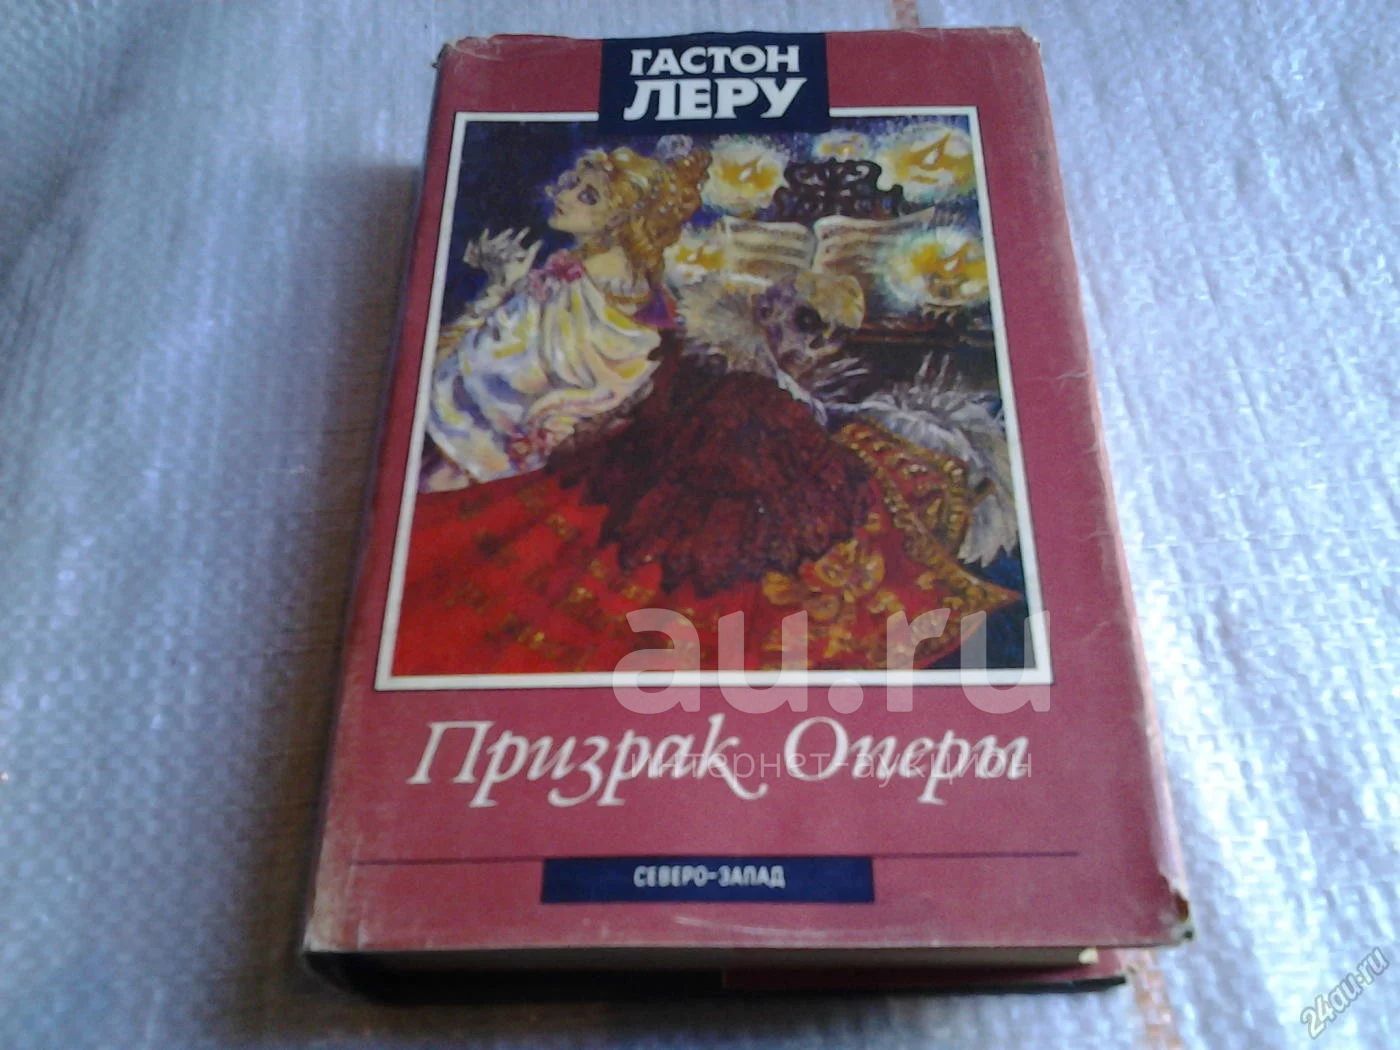 ГАСТОН
ЛЕРУ
au.ru
Призрак Оперы
интернет-аукцион
СЕВЕРО-ЗАПАД
24au.ru